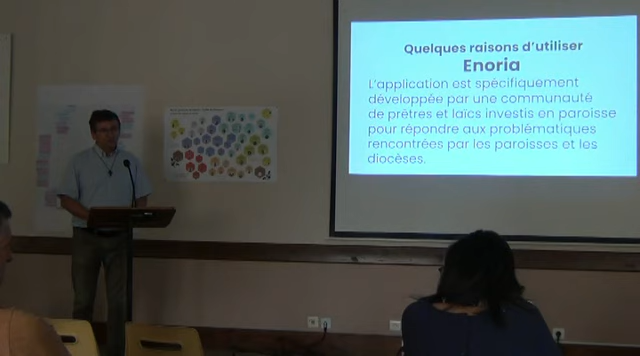 Quelques raisons d'utiliser
Enoria
L'application est spécifiquement
développée par une communauté
de prêtres et laïcs investis en paroisse
pour répondre aux problématiques
rencontrées par les paroisses et les
diocèses.